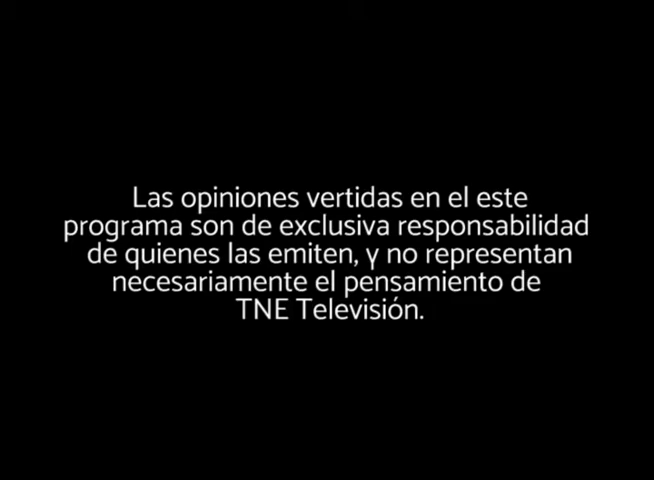 Las opiniones vertidas en el este
programa son de exclusiva responsabilidad
de quienes las emiten, y no representan
necesariamente el pensamiento de
TNE Televisión.